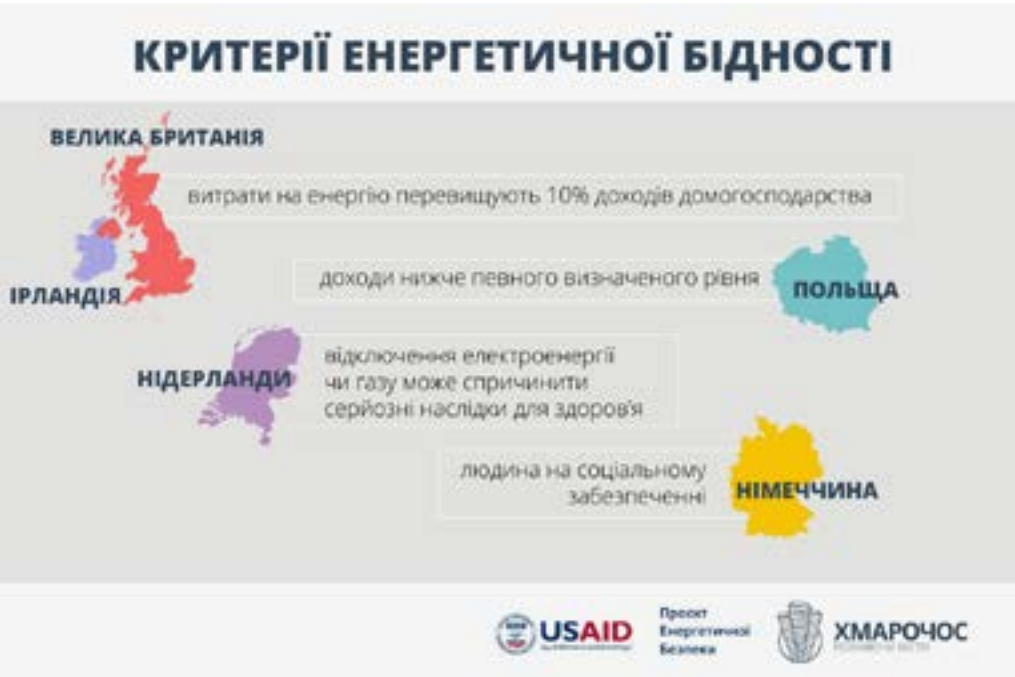 КРИТЕРІЇ ЕНЕРГЕТИЧНОЇ БІДНОСТІ
ВЕЛИКА БРИТАНІЯ
витрати на енергію перевищують 10% доходів домогосподарства
ІРЛАНДІЯ
доходи нижче певного визначеного рівня
ПОЛЬЩА
НІДЕРЛАНДИ
відключення електроенергії
чи газу може спричинити
серйозні наслідки для здоров'я
людина на соціальному
забезпеченні
НІМЕЧЧИНА
USAID
Проєкт
Енергетичної
Безпеки
ХМАРОЧОС